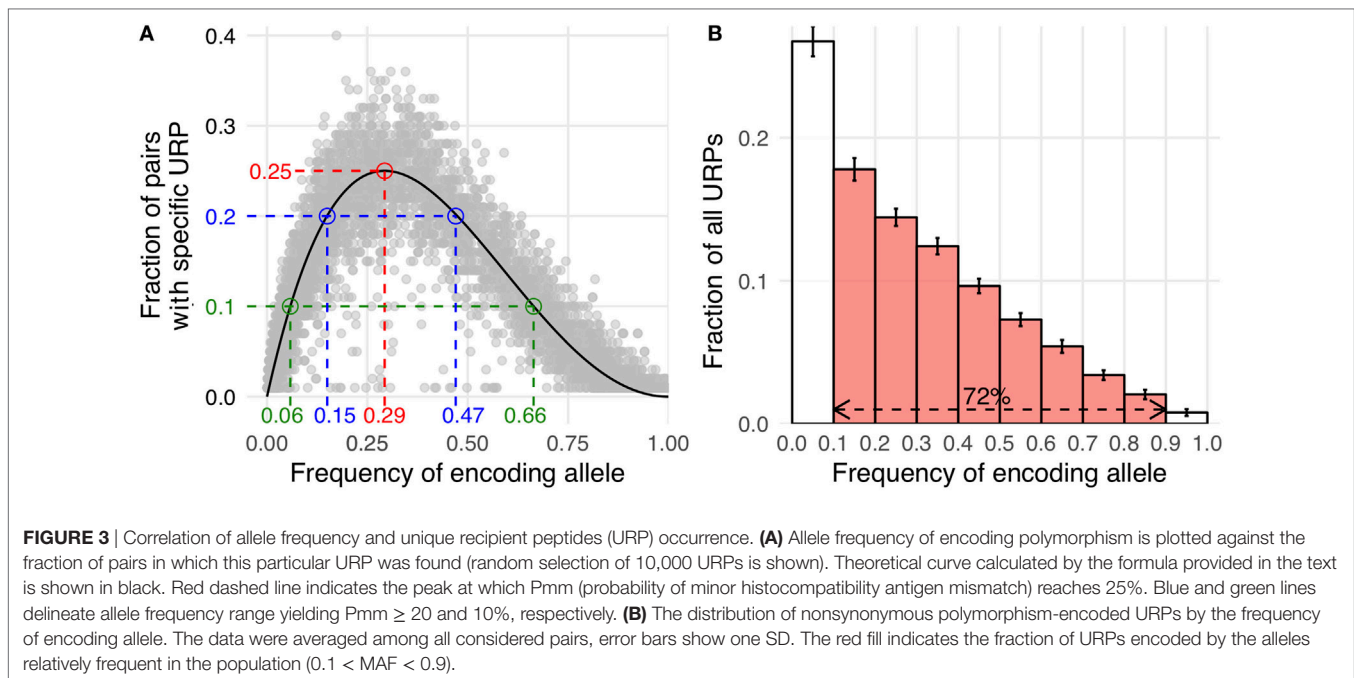 A
Fraction of pairs
with specific URP
0.4
0.3
0.25
0.2
0.1
0.0
0.06 0.15 0.29 0.47 0.66
0.00 0.25 0.50 0.75 1.00
Frequency of encoding allele
B
Fraction of all URPs
0.2
0.1
0.0
72%
0.0 0.1 0.2 0.3 0.4 0.5 0.6 0.7 0.8 0.9 1.0
Frequency of encoding allele
FIGURE 3 | Correlation of allele frequency and unique recipient peptides (URP) occurrence. (A) Allele frequency of encoding polymorphism is plotted against the
fraction of pairs in which this particular URP was found (random selection of 10,000 URPs is shown). Theoretical curve calculated by the formula provided in the text
is shown in black. Red dashed line indicates the peak at which Pmm (probability of minor histocompatibility antigen mismatch) reaches 25%. Blue and green lines
delineate allele frequency range yielding Pmm ≥ 20 and 10%, respectively. (B) The distribution of nonsynonymous polymorphism-encoded URPs by the frequency
of encoding allele. The data were averaged among all considered pairs, error bars show one SD. The red fill indicates the fraction of URPs encoded by the alleles
relatively frequent in the population (0.1 < MAF < 0.9).